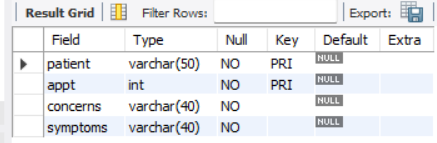 Result Grid Filter Rows: Export:
Field Type Null Key Default Extra
patient varchar(50) NO PRI NULL
appt int NO PRI NULL
concerns varchar(40) NO NULL
symptoms varchar(40) NO NULL